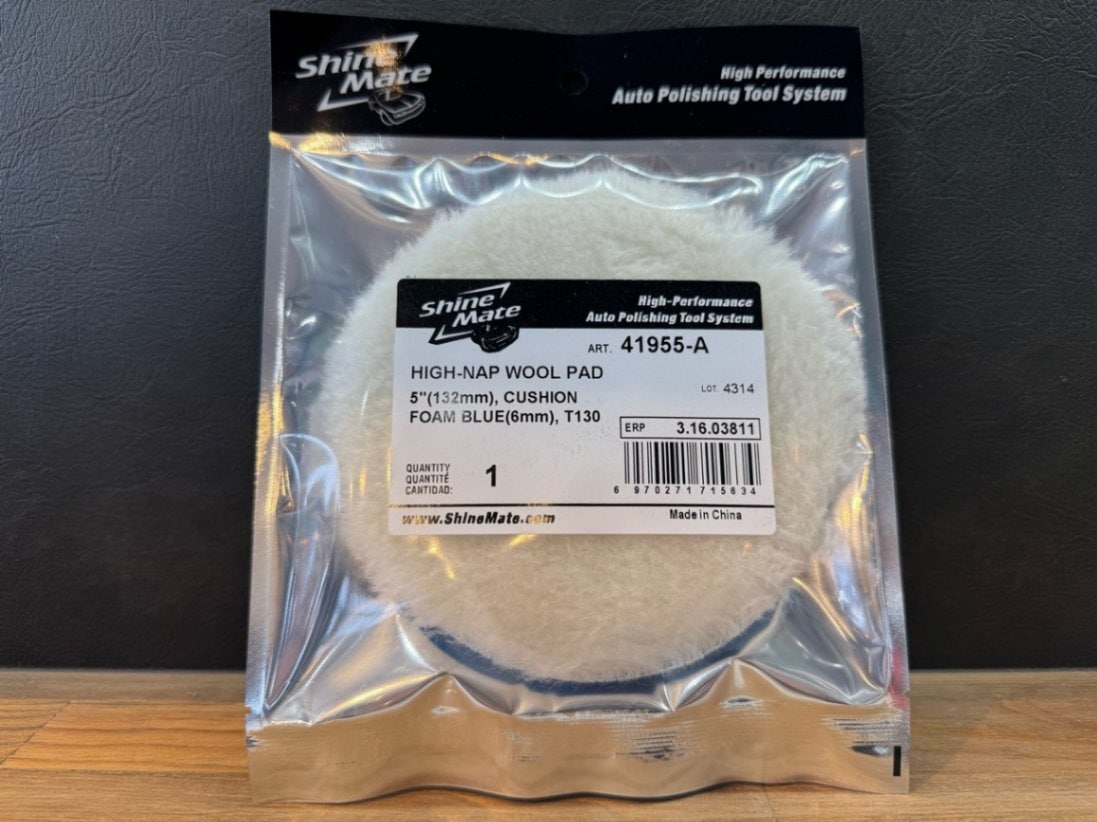 Shine Mate
High Performance
Auto Polishing Tool System
Shine Mate
High-Performance
Auto Polishing Tool System
ART. 41955-A
HIGH-NAP WOOL PAD
5"(132mm), CUSHION
FOAM BLUE(6mm), T130
LOT. 4314
ERP 3.16.03811
QUANTITY
QUANTITÉ
CANTIDAD:
1
6 970271 715634
www.ShineMate.com
Made in China